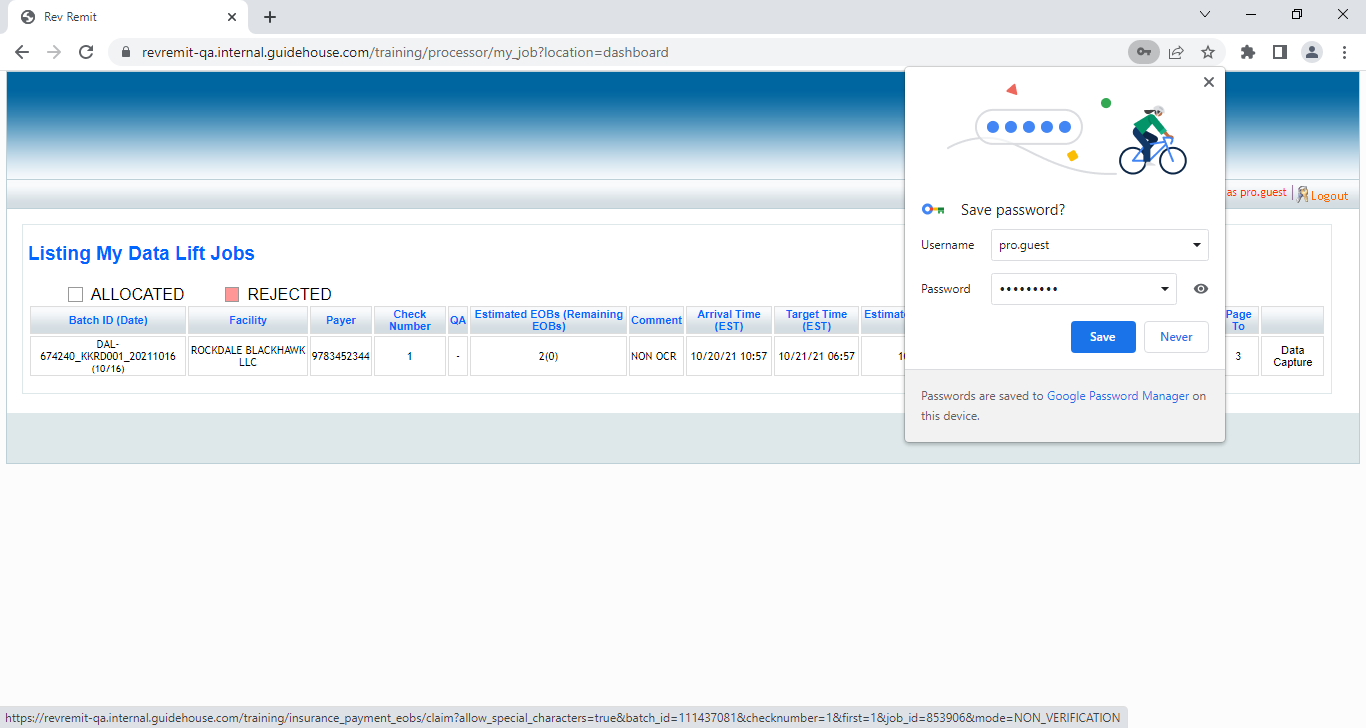 Rev Remit
revremit-qa.internal.guidehouse.com/training/processor/my_job?location=dashboard
as pro.guest | Logout
Listing My Data Lift Jobs
ALLOCATED REJECTED
Batch ID (Date) Facility Payer Check Number QA Estimated EOBs (Remaining EOBs) Comment Arrival Time (EST) Target Time (EST) Page To
DAL-674240_KKRD001_20211016 (10/16) ROCKDALE BLACKHAWK LLC 9783452344 1 - 2(0) NON OCR 10/20/21 10:57 10/21/21 06:57 3 Data Capture
Save password?
Username pro.guest
Password •••••••••
Save Never
Passwords are saved to Google Password Manager on
this device.
https://revremit-qa.internal.guidehouse.com/training/insurance_payment_eobs/claim?allow_special_characters=true&batch_id=111437081&checknumber=1&first=1&job_id=853906&mode=NON_VERIFICATION